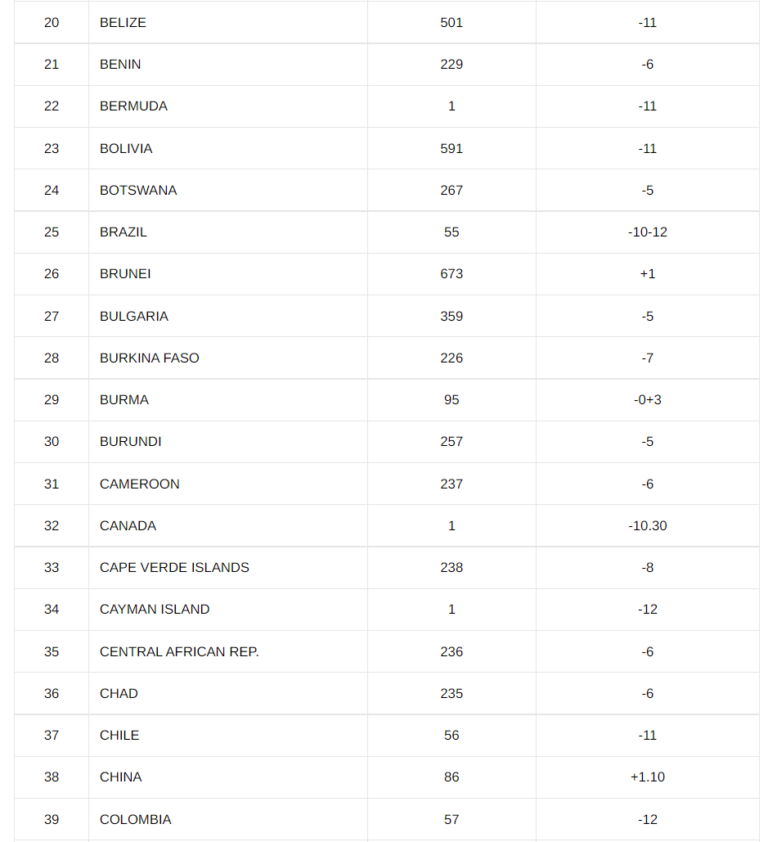 20 BELIZE 501 -11
21 BENIN 229 -6
22 BERMUDA 1 -11
23 BOLIVIA 591 -11
24 BOTSWANA 267 -5
25 BRAZIL 55 -10-12
26 BRUNEI 673 +1
27 BULGARIA 359 -5
28 BURKINA FASO 226 -7
29 BURMA 95 -0+3
30 BURUNDI 257 -5
31 CAMEROON 237 -6
32 CANADA 1 -10.30
33 CAPE VERDE ISLANDS 238 -8
34 CAYMAN ISLAND 1 -12
35 CENTRAL AFRICAN REP. 236 -6
36 CHAD 235 -6
37 CHILE 56 -11
38 CHINA 86 +1.10
39 COLOMBIA 57 -12